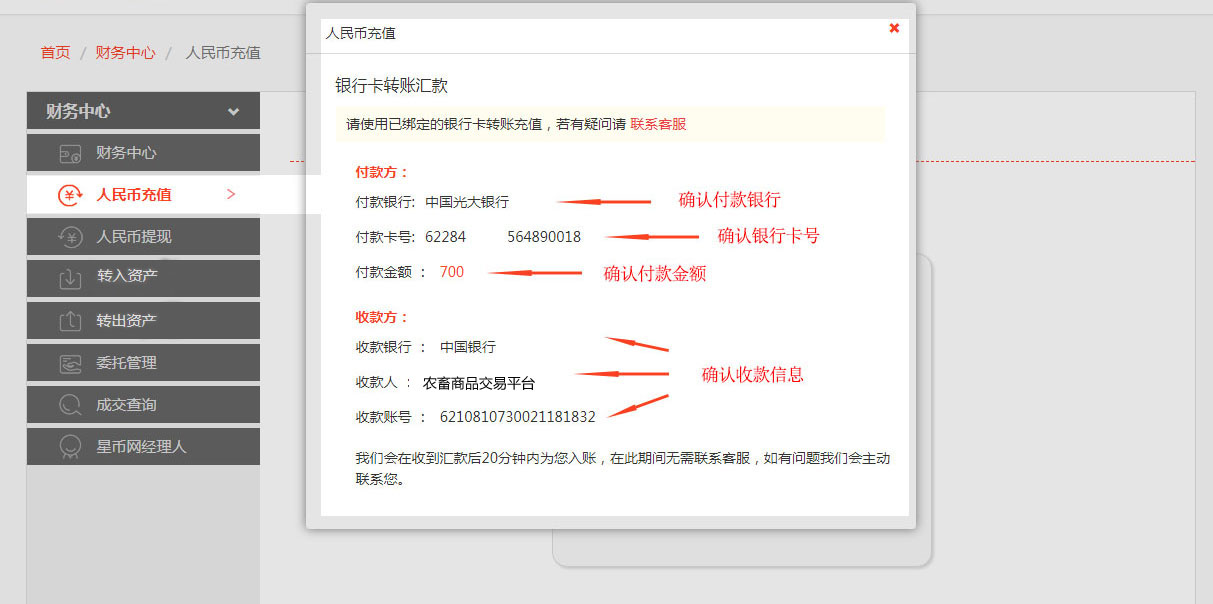 人民币充值
首页 / 财务中心 / 人民币充值
财务中心
财务中心
人民币充值
人民币提现
转入资产
转出资产
委托管理
成交查询
星币网经理人
银行卡转账汇款
请使用已绑定的银行卡转账充值，若有疑问请 联系客服
付款方：
付款银行: 中国光大银行 确认付款银行
付款卡号: 62284 564890018 确认银行卡号
付款金额 ： 700 确认付款金额
收款方：
收款银行 ： 中国银行
收款人 ： 农畜商品交易平台 确认收款信息
收款账号 ： 6210810730021181832
我们会在收到汇款后20分钟内为您入账，在此期间无需联系客服，如有问题我们会主动
联系您。